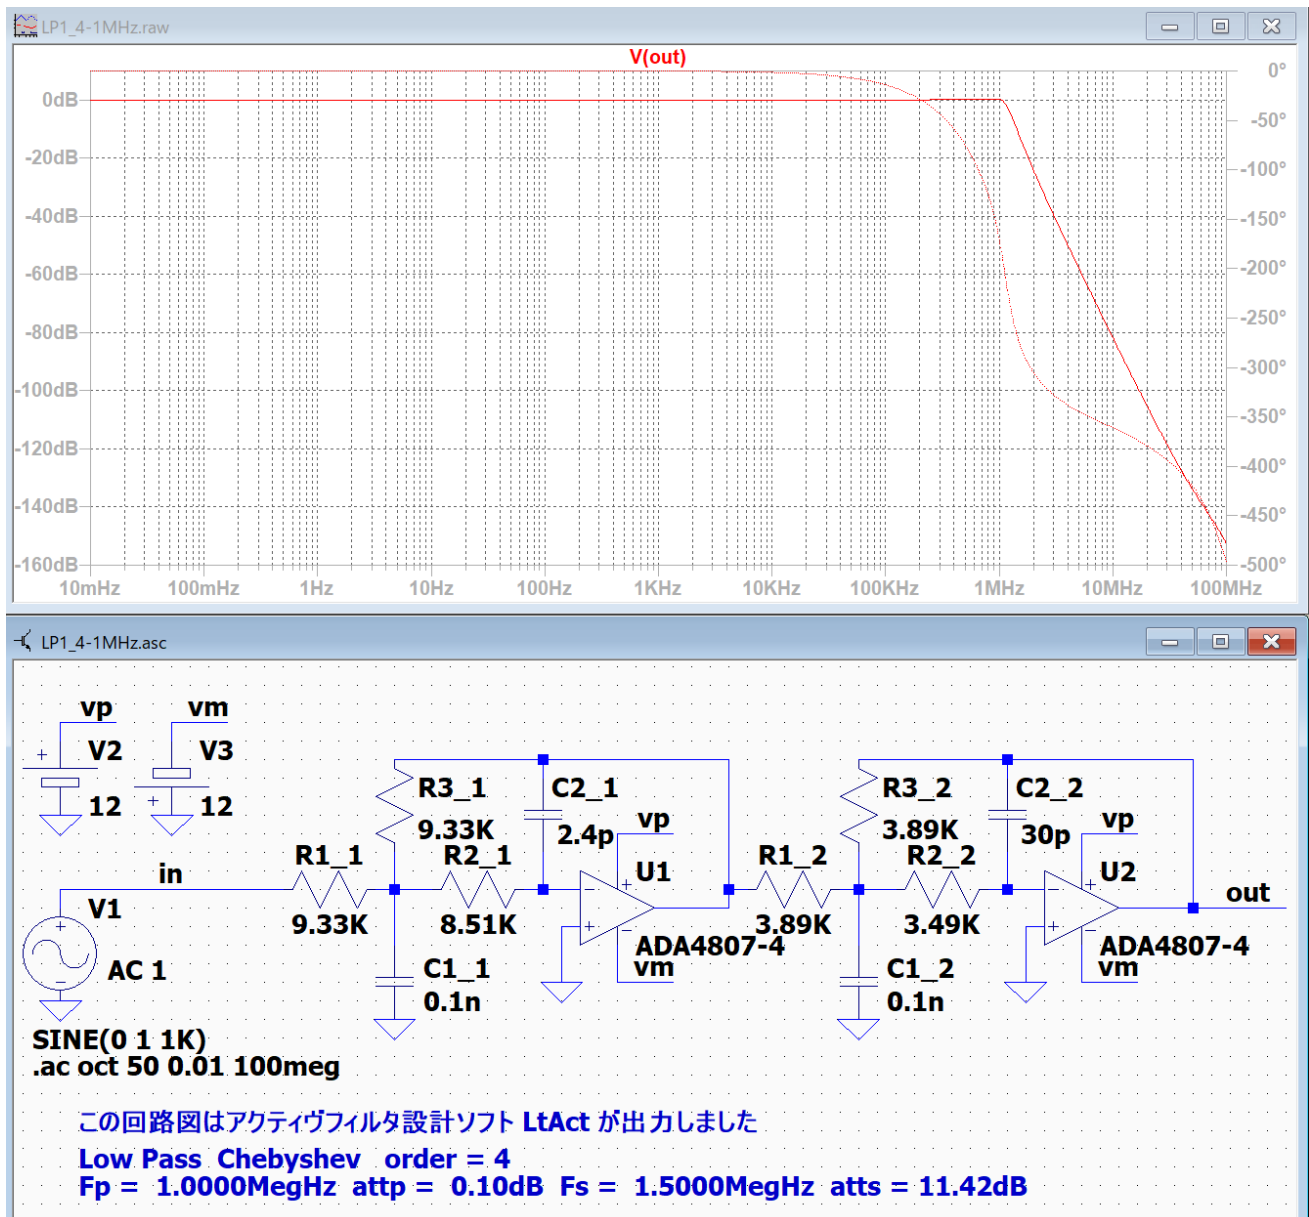 LP1_4-1MHz.raw
V(out)
0dB
-20dB
-40dB
-60dB
-80dB
-100dB
-120dB
-140dB
-160dB
0°
-50°
-100°
-150°
-200°
-250°
-300°
-350°
-400°
-450°
-500°
10mHz 100mHz 1Hz 10Hz 100Hz 1KHz 10KHz 100KHz 1MHz 10MHz 100MHz
LP1_4-1MHz.asc
vp vm
V2 V3
12 12
R3_1 C2_1 R3_2 C2_2
9.33K 2.4p vp 3.89K 30p vp
R1_1 R2_1 U1 R1_2 R2_2 U2
in out
V1
9.33K 8.51K 3.89K 3.49K
ADA4807-4 ADA4807-4
AC 1 C1_1 vm C1_2 vm
0.1n 0.1n
SINE(0 1 1K)
.ac oct 50 0.01 100meg
この回路図はアクティヴフィルタ設計ソフト LtAct が出力しました
Low Pass Chebyshev order = 4
Fp = 1.0000MegHz attp = 0.10dB Fs = 1.5000MegHz atts = 11.42dB